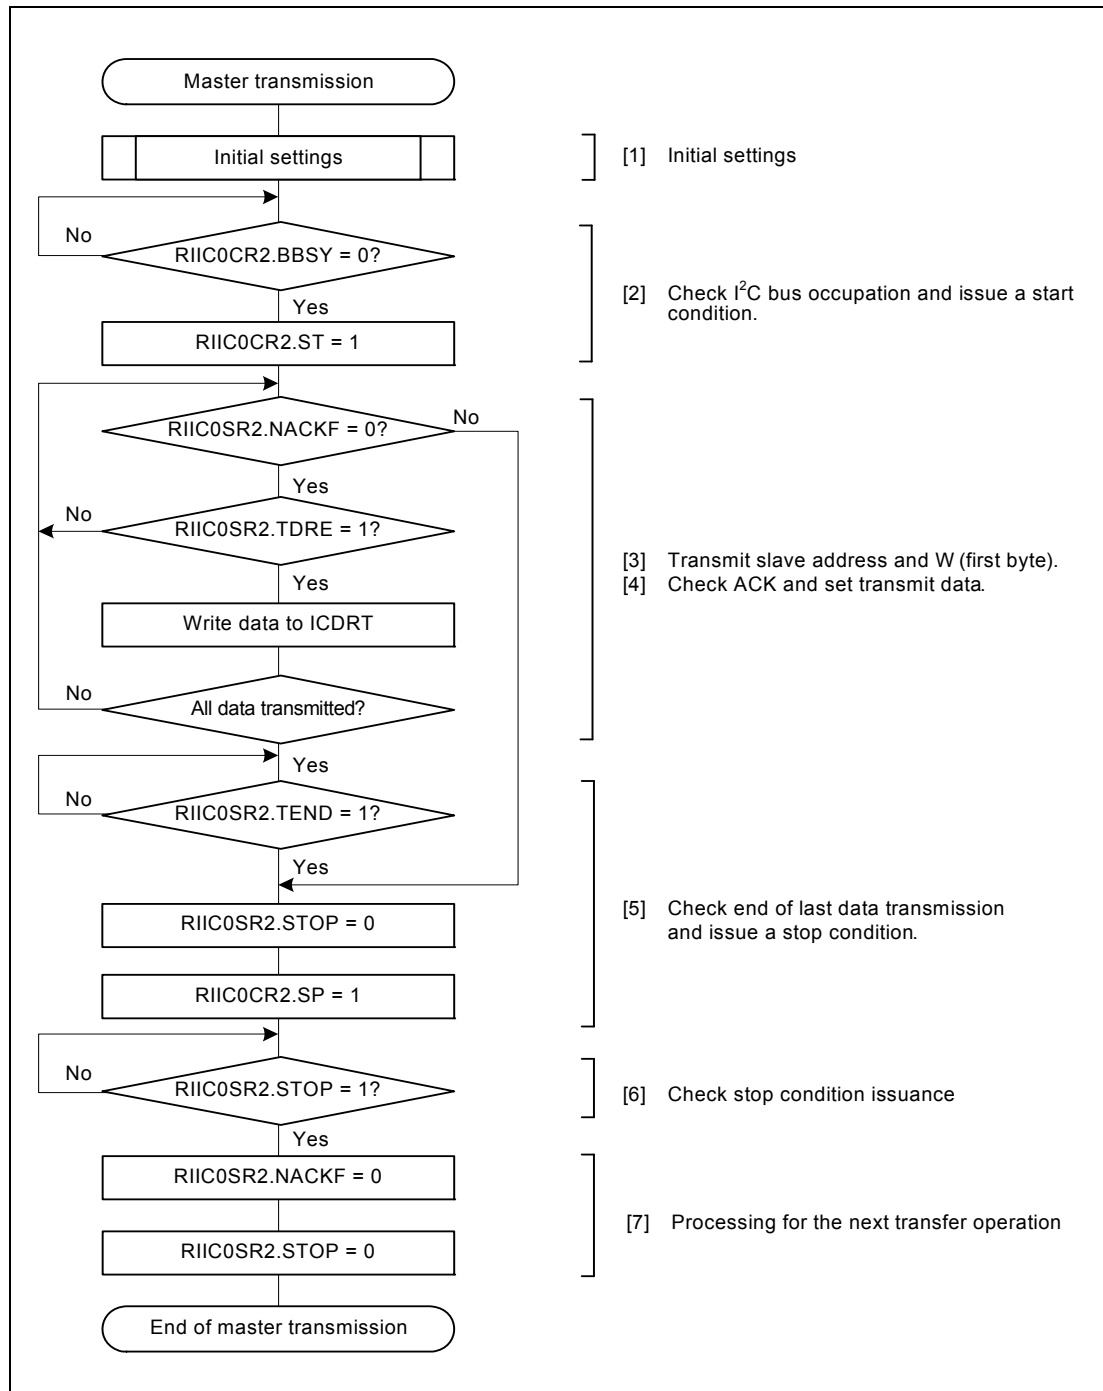 Master transmission
Initial settings
[1] Initial settings
No
RIIC0CR2.BBSY = 0?
Yes
[2] Check I²C bus occupation and issue a start
condition.
RIIC0CR2.ST = 1
No
RIIC0SR2.NACKF = 0?
Yes
No
RIIC0SR2.TDRE = 1?
Yes
[3] Transmit slave address and W (first byte).
[4] Check ACK and set transmit data.
Write data to ICDRT
No
All data transmitted?
Yes
No
RIIC0SR2.TEND = 1?
Yes
RIIC0SR2.STOP = 0
[5] Check end of last data transmission
and issue a stop condition.
RIIC0CR2.SP = 1
No
RIIC0SR2.STOP = 1?
[6] Check stop condition issuance
Yes
RIIC0SR2.NACKF = 0
[7] Processing for the next transfer operation
RIIC0SR2.STOP = 0
End of master transmission